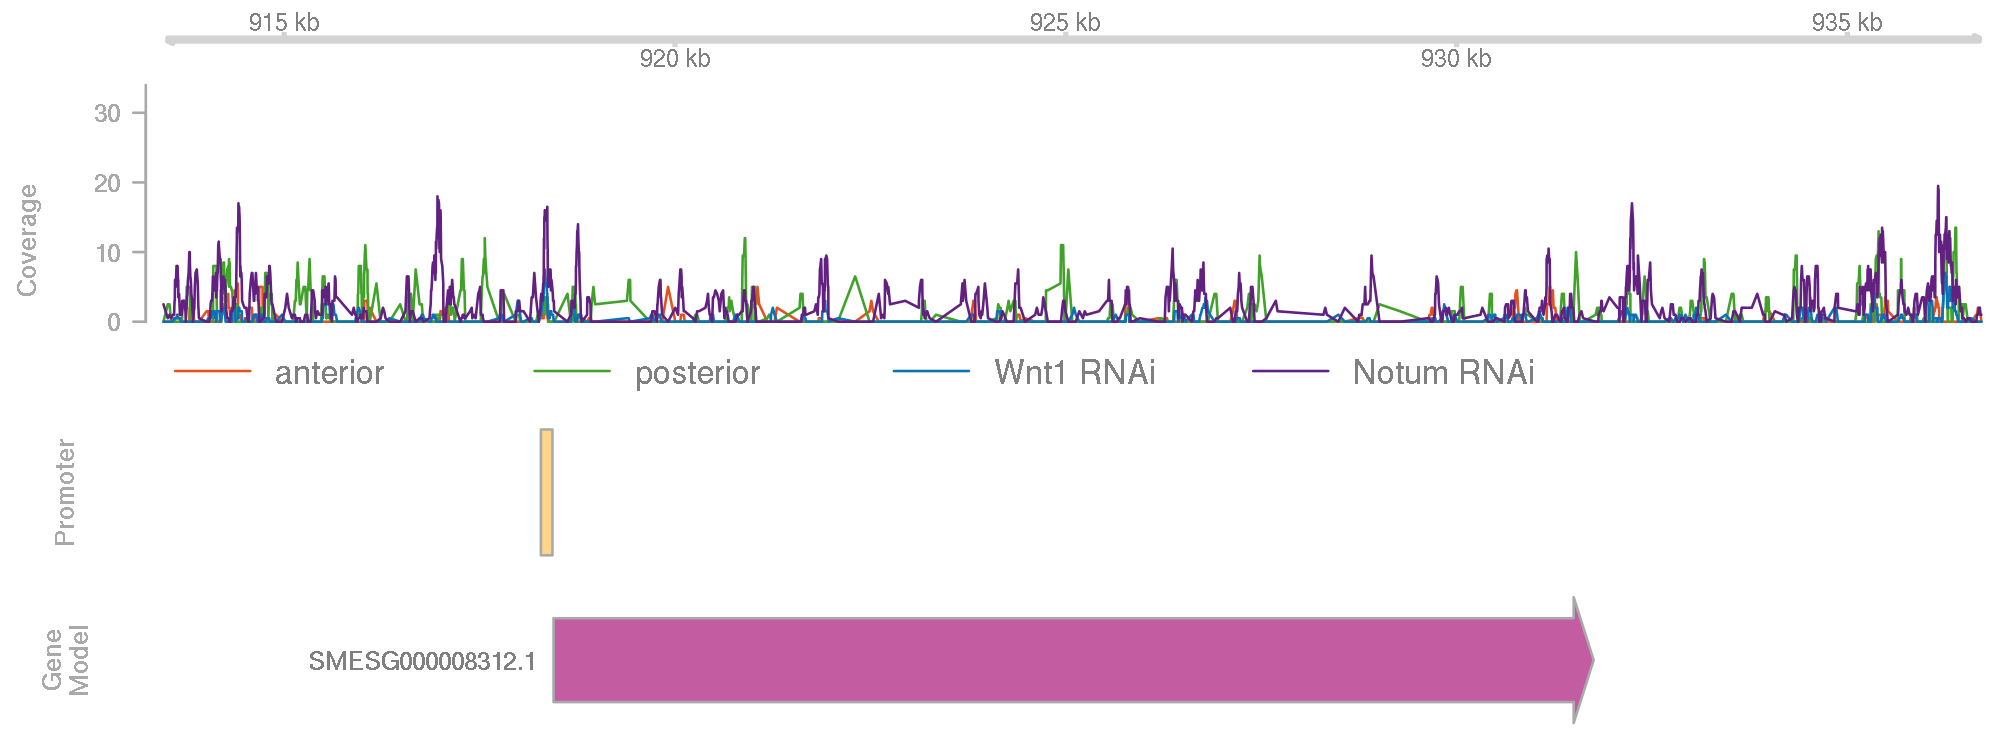 915 kb
925 kb
935 kb
920 kb
930 kb
Coverage
30
20
10
0
anterior
posterior
Wnt1 RNAi
Notum RNAi
Promoter
0
Gene
Model
SMESG000008312.1